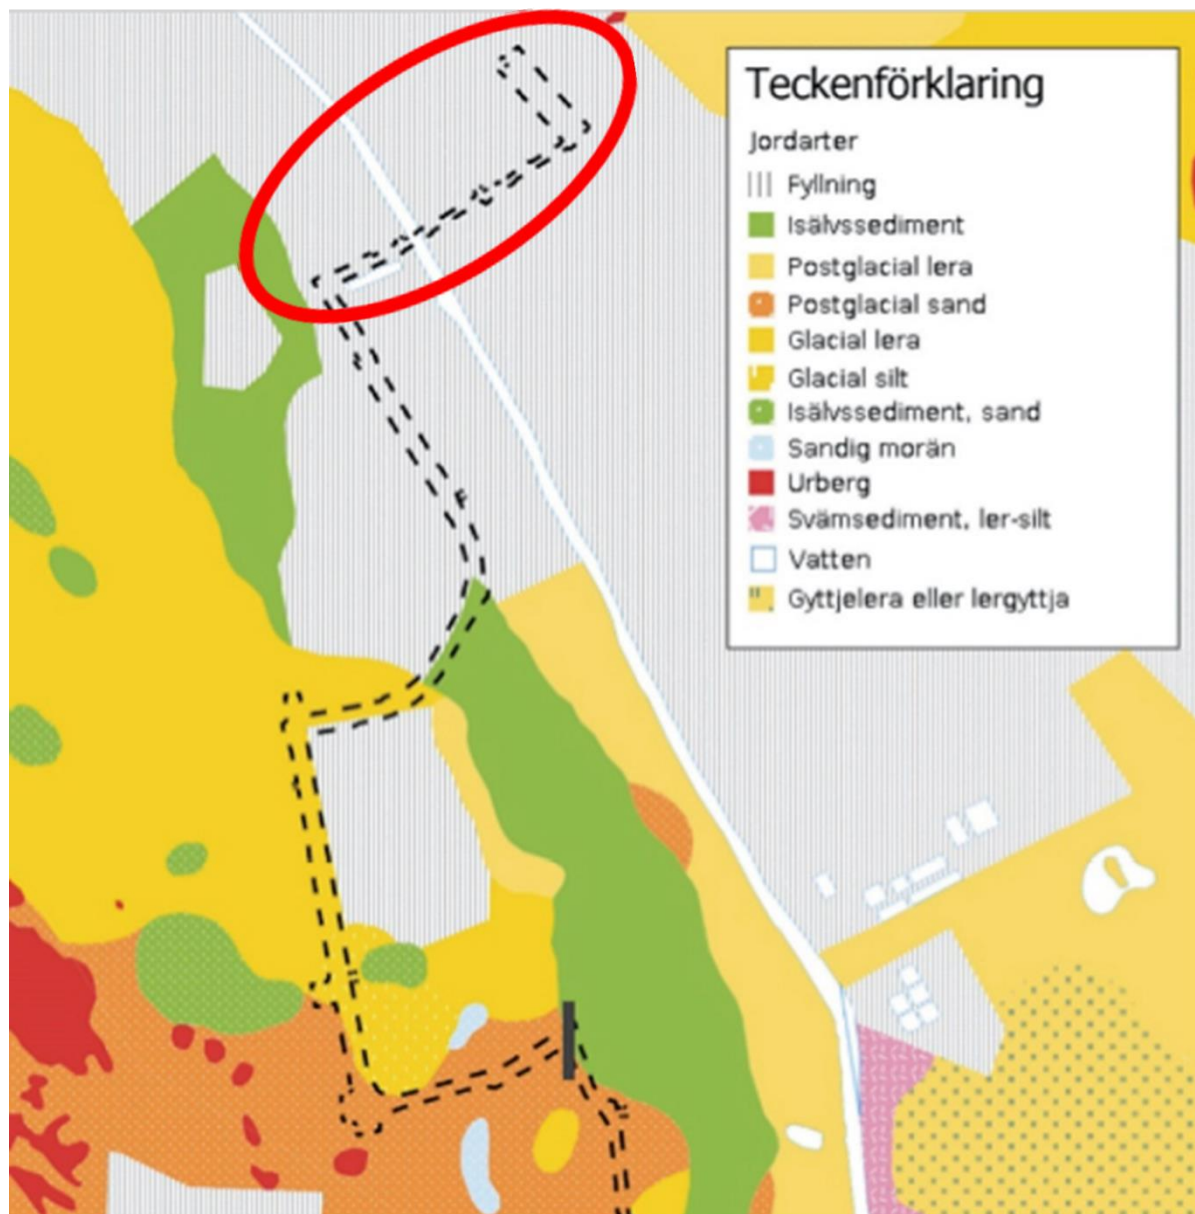 Teckenförklaring
Jordarter
Fyllning
Isälvssediment
Postglacial lera
Postglacial sand
Glacial lera
Glacial silt
Isälvssediment, sand
Sandig morän
Urberg
Svämsediment, ler-silt
Vatten
Gyttjelera eller lergyttja